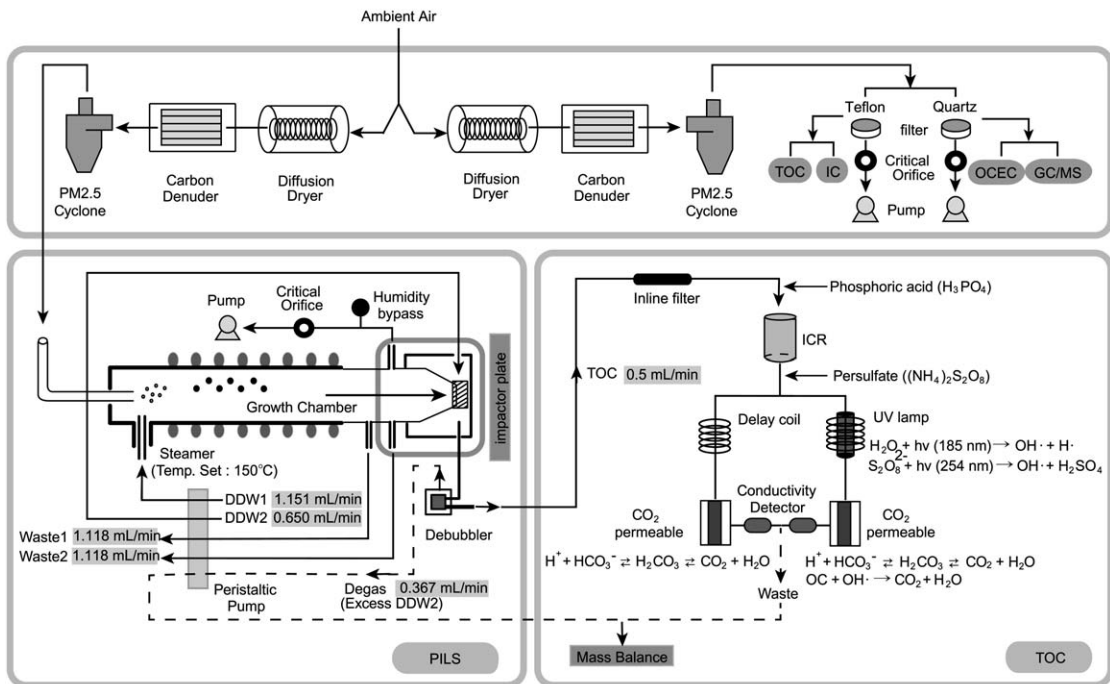 Ambient Air
PM2.5
Cyclone
Carbon
Denuder
Diffusion
Dryer
Diffusion
Dryer
Carbon
Denuder
PM2.5
Cyclone
Teflon
Quartz
filter
TOC
IC
Critical
Orifice
OCEC
GC/MS
Pump
Pump
Critical
Orifice
Humidity
bypass
Growth Chamber
impactor plate
Steamer
(Temp. Set : 150℃)
DDW1 1.151 mL/min
DDW2 0.650 mL/min
Waste1 1.118 mL/min
Waste2 1.118 mL/min
Peristaltic
Pump
Degas 0.367 mL/min
(Excess DDW2)
Debubbler
PILS
TOC 0.5 mL/min
Inline filter
Phosphoric acid (H₃PO₄)
ICR
Persulfate ((NH₄)₂S₂O₈)
Delay coil
UV lamp
H₂O + hv (185 nm)→ OH· + H·
S₂O₈²⁻ + hv (254 nm)→ OH· + H₂SO₄
CO₂
permeable
Conductivity
Detector
CO₂
permeable
H⁺ + HCO₃⁻ ⇄ H₂CO₃ ⇄ CO₂ + H₂O
H⁺ + HCO₃⁻ ⇄ H₂CO₃ ⇄ CO₂ + H₂O
OC + OH· → CO₂ + H₂O
Waste
Mass Balance
TOC